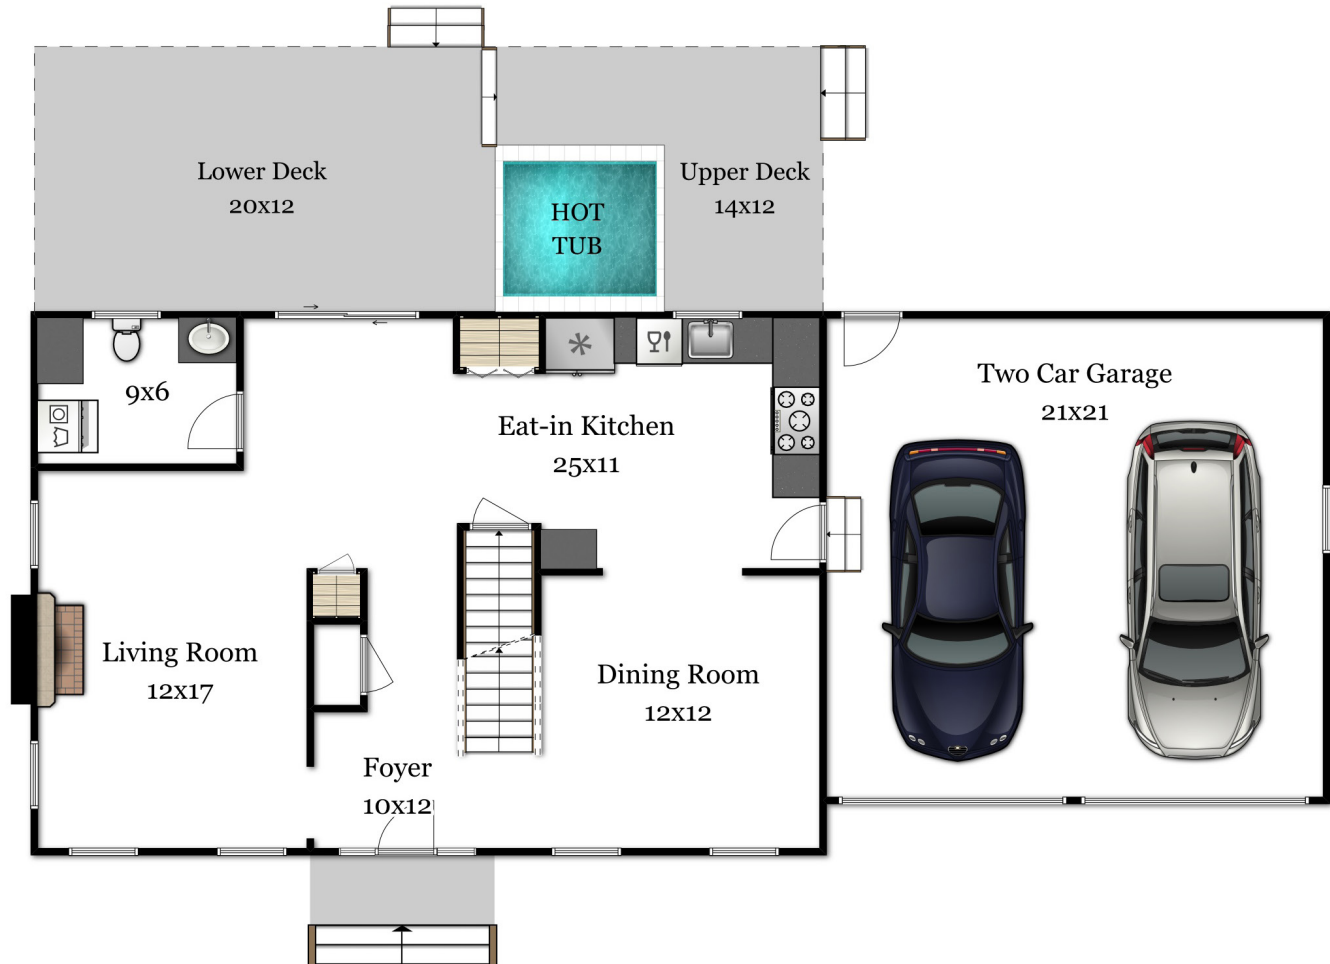 Lower Deck
20x12
Upper Deck
14x12
HOT
TUB
9x6
Eat-in Kitchen
25x11
Two Car Garage
21x21
Living Room
12x17
Dining Room
12x12
Foyer
10x12